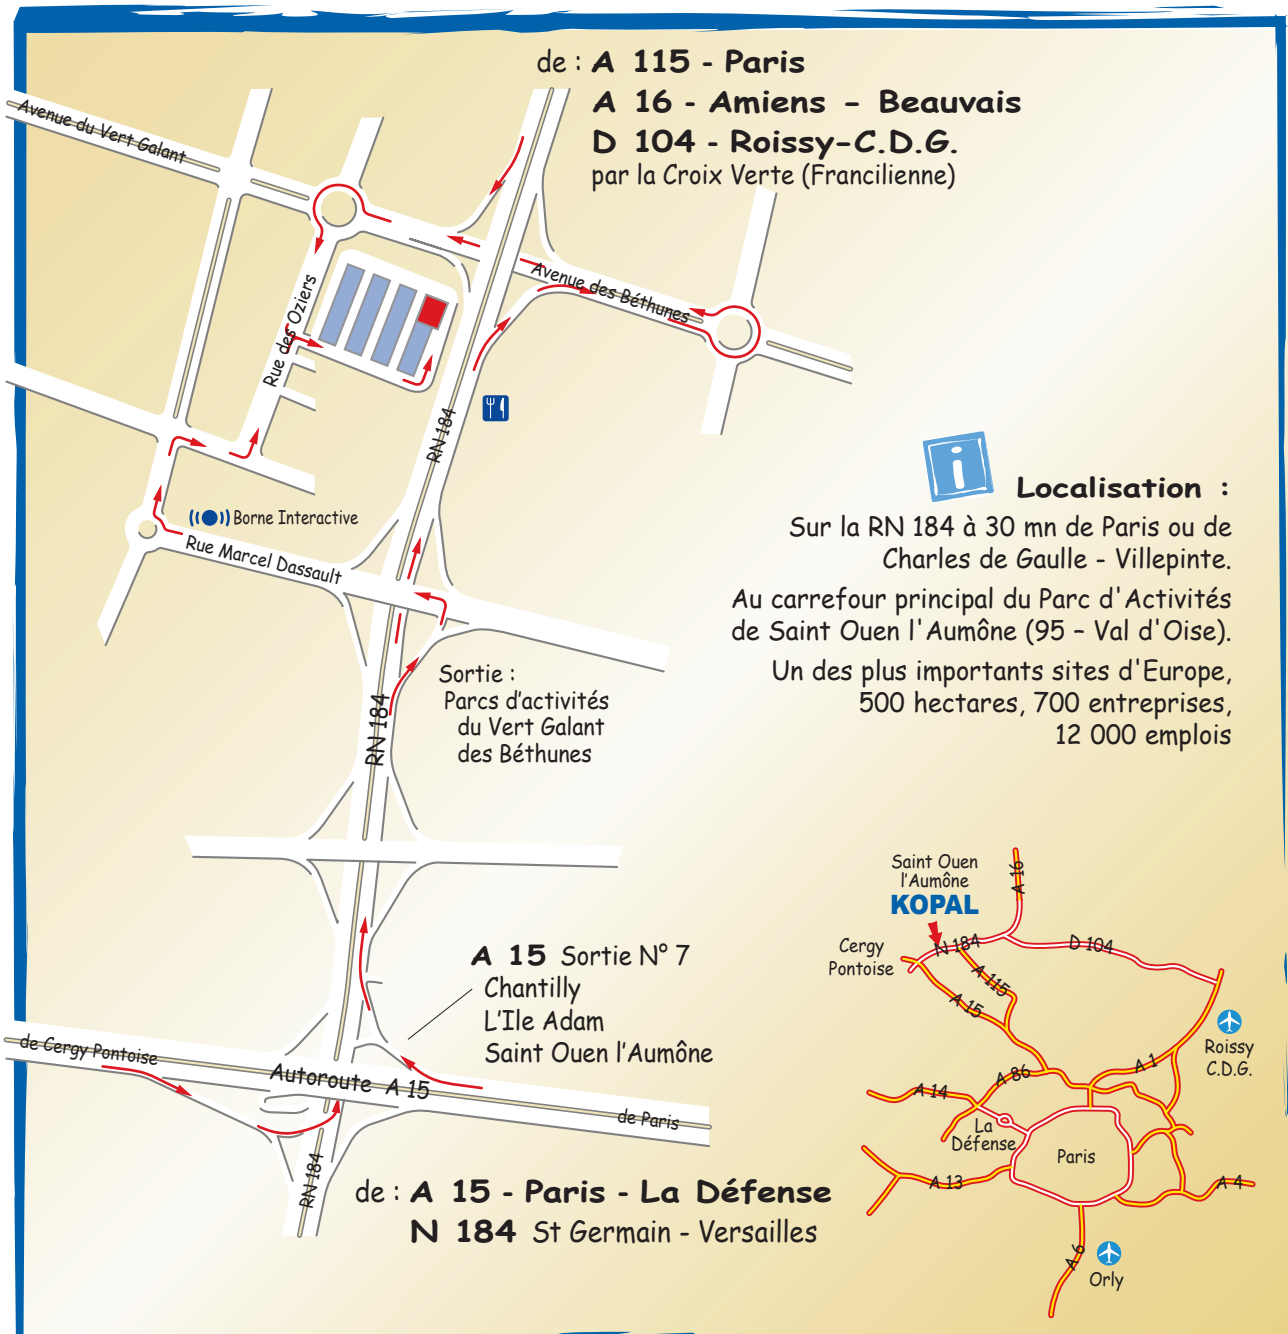 de : A 115 - Paris
A 16 - Amiens - Beauvais
D 104 - Roissy-C.D.G.
par la Croix Verte (Francilienne)
Avenue du Vert Galant
Avenue des Béthunes
Rue des Oziers
RN 184
Borne Interactive
Rue Marcel Dassault
Localisation :
Sur la RN 184 à 30 mn de Paris ou de
Charles de Gaulle - Villepinte.
Au carrefour principal du Parc d'Activités
de Saint Ouen l'Aumône (95 - Val d'Oise).
Un des plus importants sites d'Europe,
500 hectares, 700 entreprises,
12 000 emplois
Sortie :
Parcs d'activités
du Vert Galant
des Béthunes
RN 184
A 15 Sortie N° 7
Chantilly
L'Ile Adam
Saint Ouen l'Aumône
de Cergy Pontoise
Autoroute A 15
de Paris
RN 184
de : A 15 - Paris - La Défense
N 184 St Germain - Versailles
Saint Ouen
l'Aumône
KOPAL
A 16
Cergy
Pontoise
N 184
D 104
A 115
A 15
Roissy
C.D.G.
A 1
A 86
A 14
La
Défense
Paris
A 13
A 4
A 6
Orly